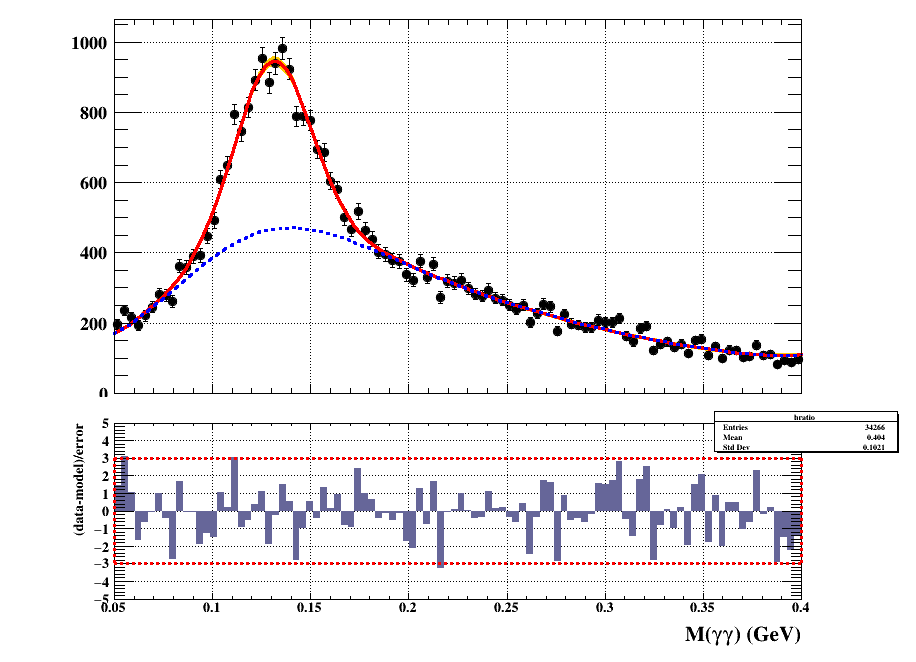 1000
800
600
400
200
0
hratio
Entries 34266
Mean 0.404
Std Dev 0.1021
(data-model)/error
5
4
3
2
1
0
−1
−2
−3
−4
−5
0.05 0.1 0.15 0.2 0.25 0.3 0.35 0.4
M(γγ) (GeV)